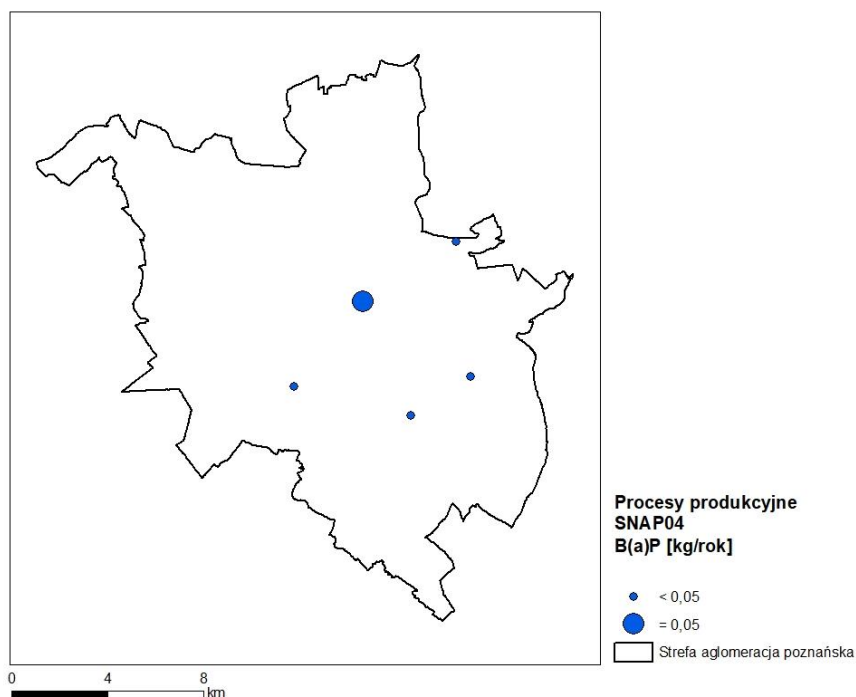 Procesy produkcyjne
SNAP04
B(a)P [kg/rok]
< 0,05
= 0,05
Strefa aglomeracja poznańska
0 4 8
km